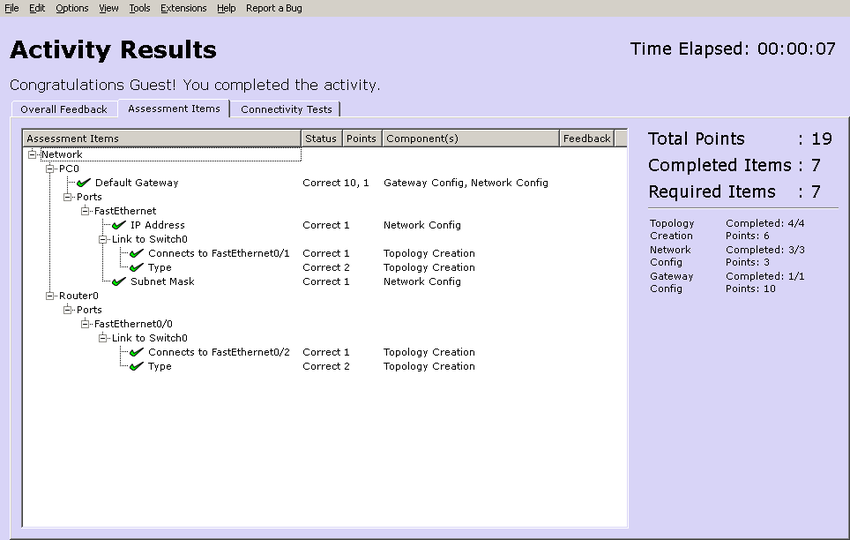 File Edit Options View Tools Extensions Help Report a Bug
Activity Results
Time Elapsed: 00:00:07
Congratulations Guest! You completed the activity.
Overall Feedback Assessment Items Connectivity Tests
Assessment Items Status Points Component(s) Feedback
Network
PC0
Default Gateway Correct 10, 1 Gateway Config, Network Config
Ports
FastEthernet
IP Address Correct 1 Network Config
Link to Switch0
Connects to FastEthernet0/1 Correct 1 Topology Creation
Type Correct 2 Topology Creation
Subnet Mask Correct 1 Network Config
Router0
Ports
FastEthernet0/0
Link to Switch0
Connects to FastEthernet0/2 Correct 1 Topology Creation
Type Correct 2 Topology Creation
Total Points : 19
Completed Items : 7
Required Items : 7
Topology Completed: 4/4
Creation Points: 6
Network Completed: 3/3
Config Points: 3
Gateway Completed: 1/1
Config Points: 10